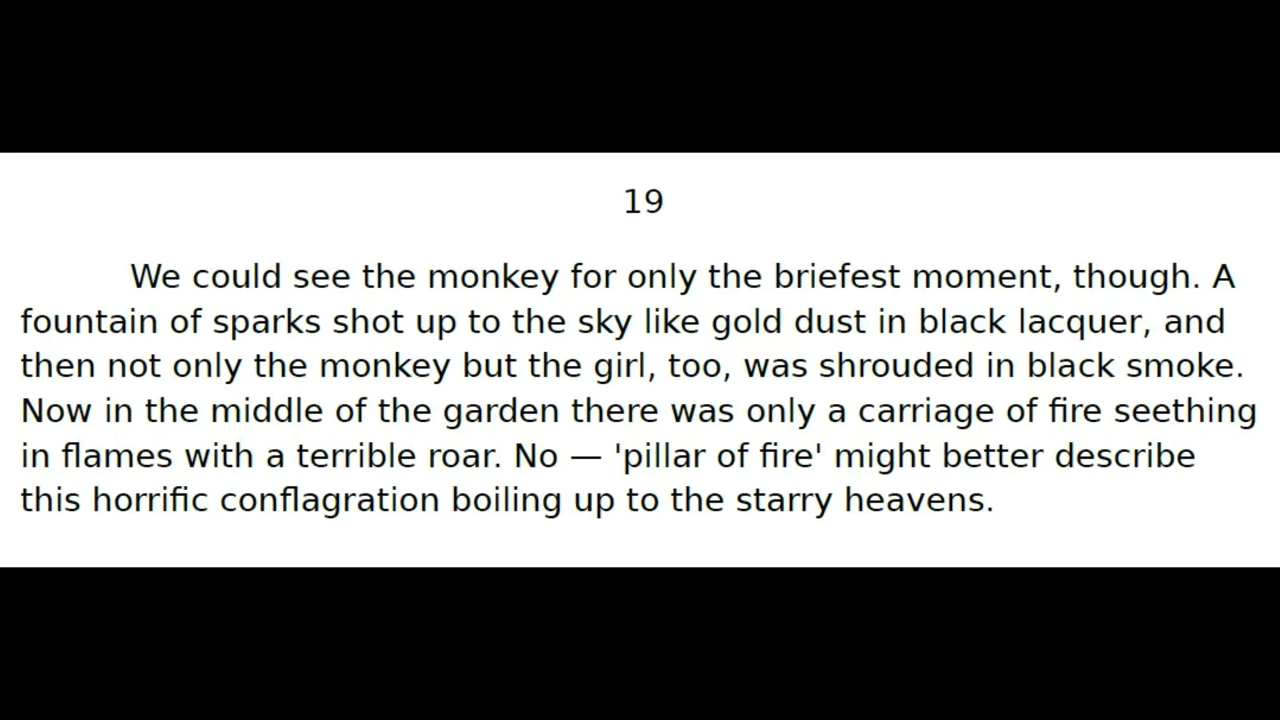 19
We could see the monkey for only the briefest moment, though. A
fountain of sparks shot up to the sky like gold dust in black lacquer, and
then not only the monkey but the girl, too, was shrouded in black smoke.
Now in the middle of the garden there was only a carriage of fire seething
in flames with a terrible roar. No — 'pillar of fire' might better describe
this horrific conflagration boiling up to the starry heavens.